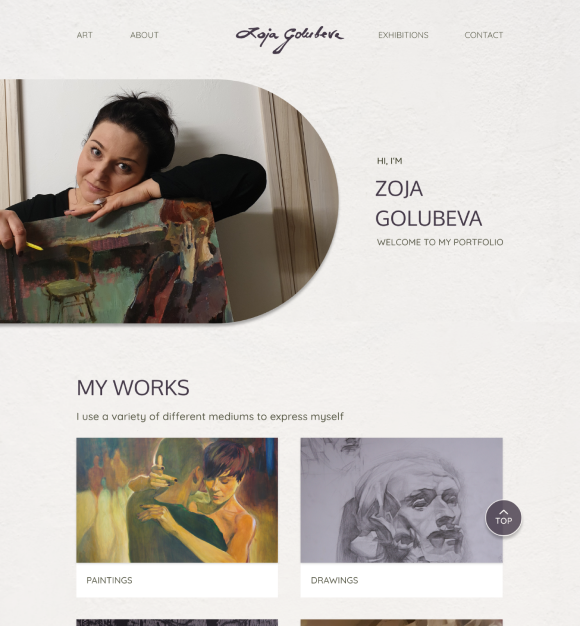 ART
ABOUT
Zoja Golubeva
EXHIBITIONS
CONTACT
HI, I'M
ZOJA
GOLUBEVA
WELCOME TO MY PORTFOLIO
MY WORKS
I use a variety of different mediums to express myself
TOP
PAINTINGS
DRAWINGS